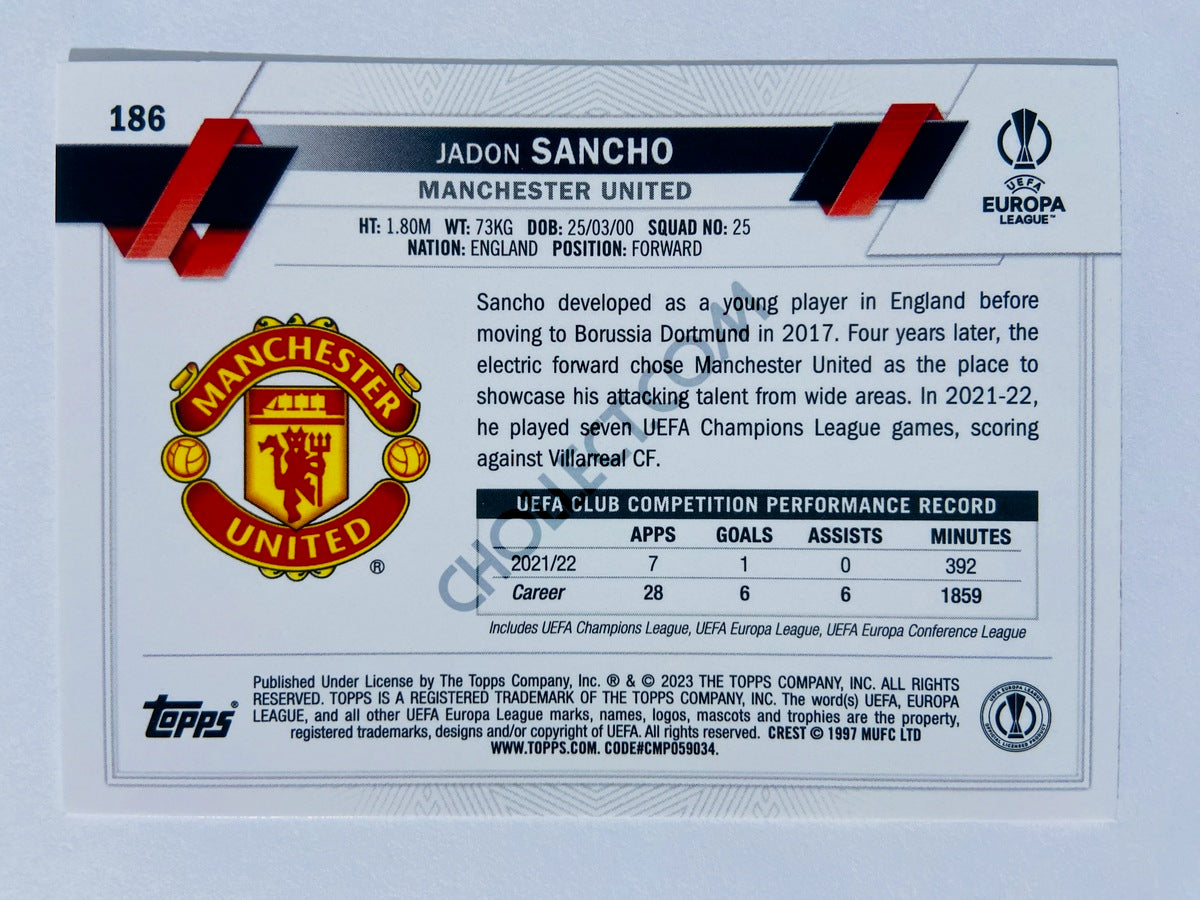 186
JADON SANCHO
MANCHESTER UNITED
HT: 1.80M WT: 73KG DOB: 25/03/00 SQUAD NO: 25
NATION: ENGLAND POSITION: FORWARD
UEFA
EUROPA
LEAGUE™
MANCHESTER
UNITED
®
Sancho developed as a young player in England before
moving to Borussia Dortmund in 2017. Four years later, the
electric forward chose Manchester United as the place to
showcase his attacking talent from wide areas. In 2021-22,
he played seven UEFA Champions League games, scoring
against Villarreal CF.
CHOLLECT.COM
UEFA CLUB COMPETITION PERFORMANCE RECORD
APPS GOALS ASSISTS MINUTES
2021/22 7 1 0 392
Career 28 6 6 1859
Includes UEFA Champions League, UEFA Europa League, UEFA Europa Conference League
topps®
Published Under License by The Topps Company, Inc. ® & © 2023 THE TOPPS COMPANY, INC. ALL RIGHTS
RESERVED. TOPPS IS A REGISTERED TRADEMARK OF THE TOPPS COMPANY, INC. The word(s) UEFA, EUROPA
LEAGUE, and all other UEFA Europa League marks, names, logos, mascots and trophies are the property,
registered trademarks, designs and/or copyright of UEFA. All rights reserved. CREST © 1997 MUFC LTD
WWW.TOPPS.COM. CODE#CMP059034.
UEFA EUROPA LEAGUE
OFFICIAL LICENSED PRODUCT